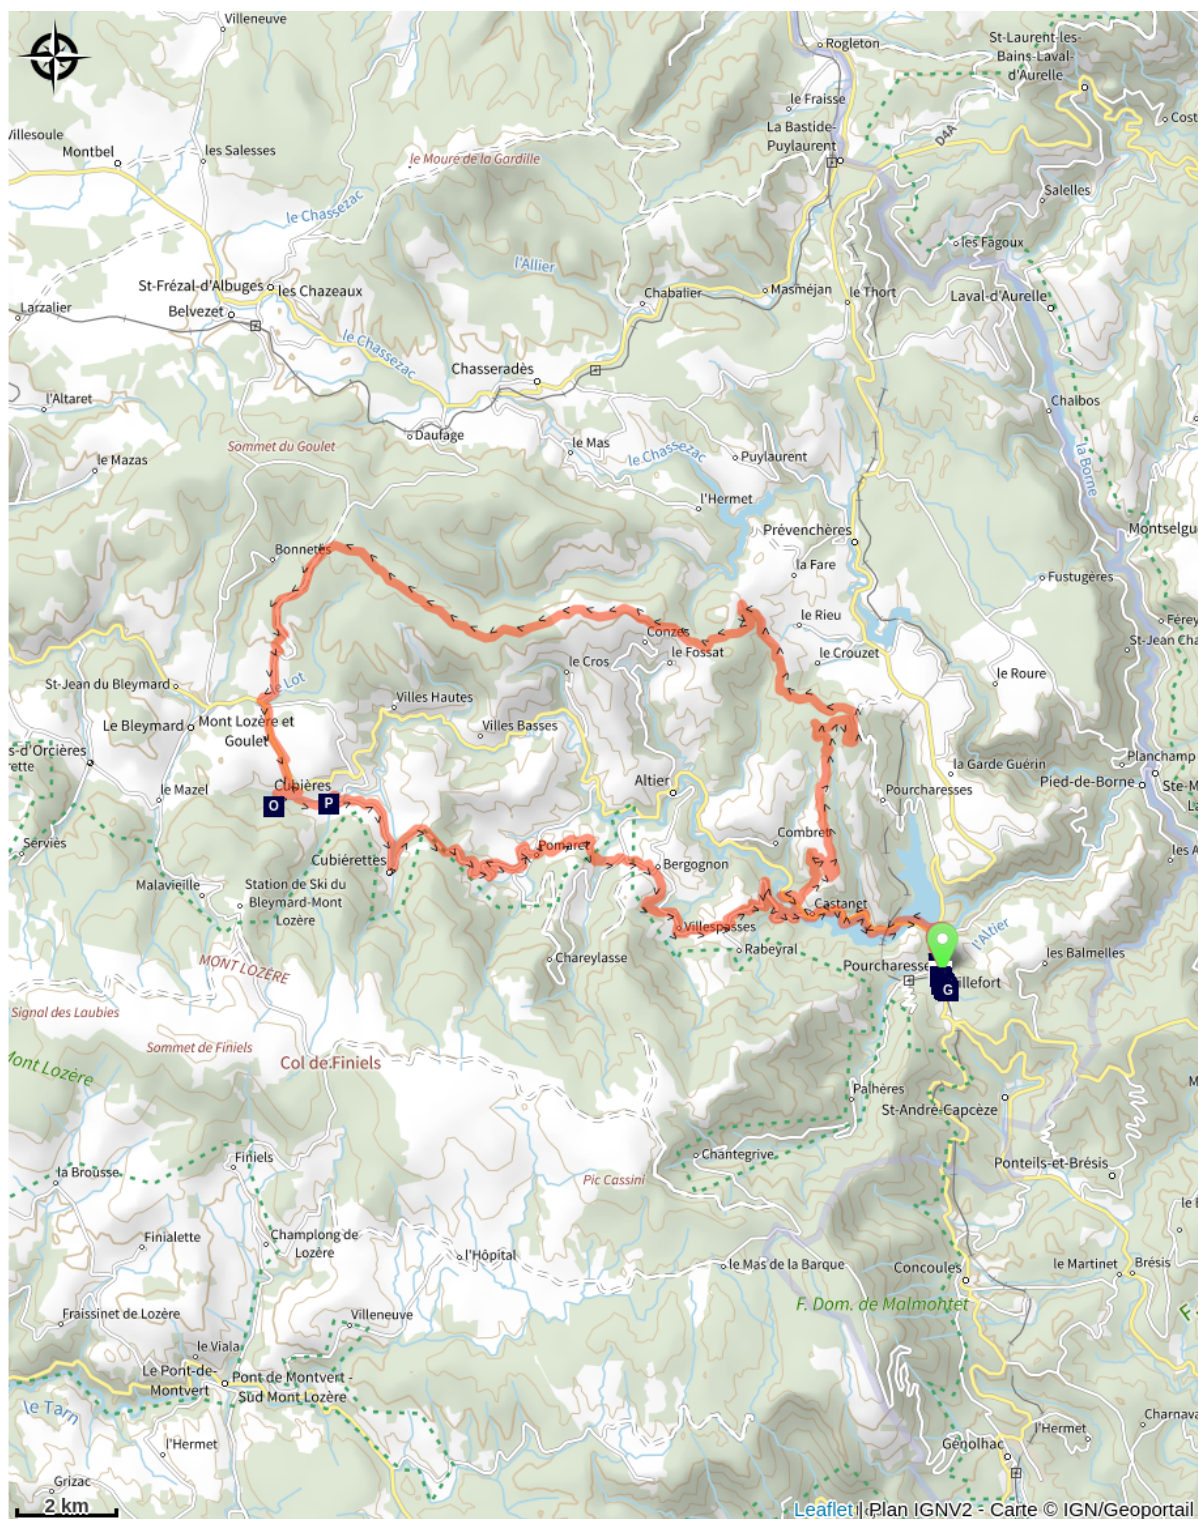 Villeneuve
Rogleton
St-Laurent-les-
Bains-Laval-
d'Aurelle
le Fraisse
Cost
La Bastide-
Puylaurent
D4A
Villesoule
Montbel
les Salesses
le Moure de la Gardille
Salelles
le Chassezac
les Fagoux
l'Allier
St-Frézal-d'Albuges
les Chazeaux
Chabalier
Masméjan
le Thort
Laval-d'Aurelle
Larzalier
Belvezet
le Chassezac
Chasseradès
l'Altaret
Chalbos
Daufage
Sommet du Goulet
le Mas
le Chassezac
Puylaurent
la Borne
le Mazas
l'Hermet
Prévenchères
Montselgu
Bonnetes
la Fare
Fustugères
le Rieu
Férey
Conzes
St-Jean Cha
le Fossat
le Crouzet
le Cros
le Roure
St-Jean du Bleymard
le Lot
Villes Hautes
Le Bleymard
Mont Lozère et
Goulet
Villes Basses
s-d'Orcières
rette
Planchamp
la Garde Guérin
Altier
Pied-de-Borne
Ste-M
La
Cubières
le Mazel
O
P
Pourcharesses
Combret
Serviès
Pomaret
les A
Cubiérettes
Bergognon
Malavieille
Station de Ski du
Bleymard-Mont
Lozère
Castanet
Villespasses
Rabeyral
l'Altier
les Balmelles
Chareylasse
Pourcharesse
MONT LOZÈRE
illefort
G
Signal des Laubies
Sommet de Finiels
Col de Finiels
Mont Lozère
Palhères
St-André-Capcèze
Finiels
Chantegrive
la Brousse
Ponteils-et-Brésis
Pic Cassini
Finialette
Champlong de
Lozère
l'Hôpital
le Mas de la Barque
Concoules
le Martinet
Brésis
Fraissinet de Lozère
Villeneuve
F. Dom. de Malmontet
le Viala
Le Pont-de-
Montvert
Pont de Montvert -
Sud Mont Lozère
le Tarn
l'Hermet
l'Hermet
Charnava
Génolhac
Grizac
2 km
Leaflet | Plan IGNV2 - Carte © IGN/Geoportail